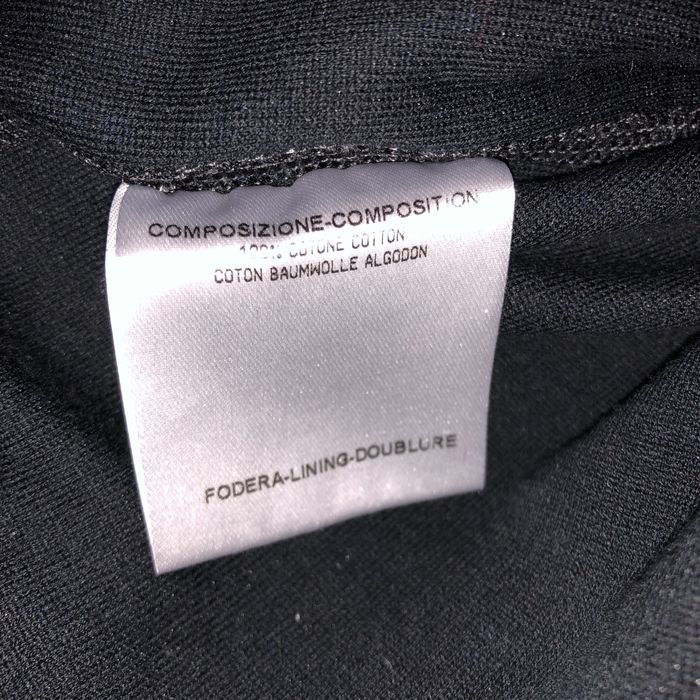 COMPOSIZIONE-COMPOSITION
100% COTONE COTTON
COTON BAUMWOLLE ALGODON
FODERA-LINING-DOUBLURE